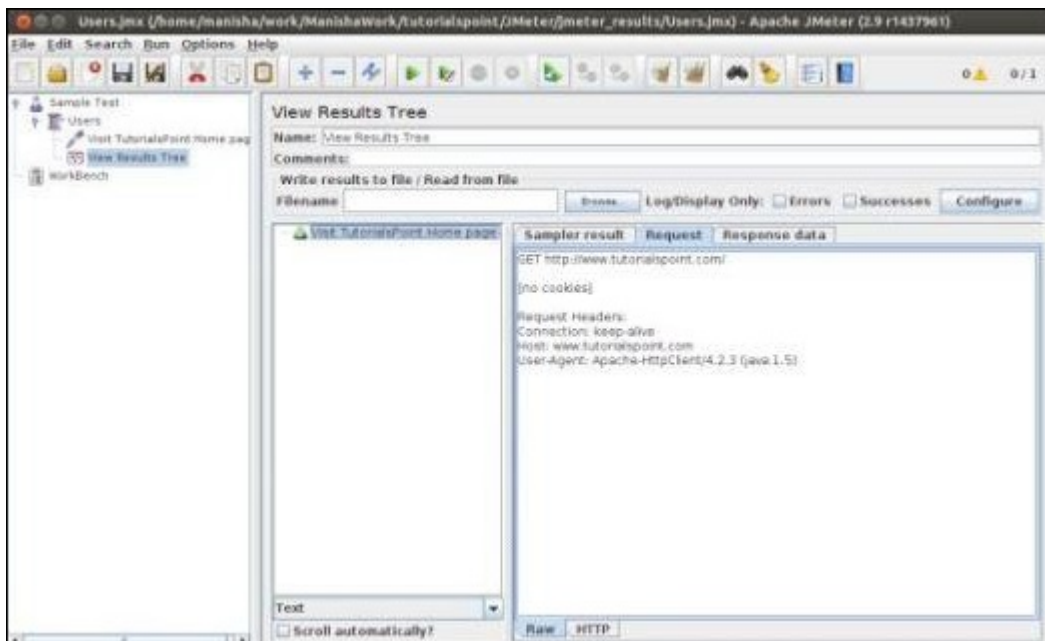 Users.jmx (/home/manisha/work/ManishaWork/tutorialspoint/JMeter/jmeter_results/Users.jmx) - Apache JMeter (2.9 r1437961)
File Edit Search Run Options Help
0 0/1
Sample Test
Users
Visit TutorialsPoint Home pag
View Results Tree
WorkBench
View Results Tree
Name: View Results Tree
Comments:
Write results to file / Read from file
Filename Browse... Log/Display Only: Errors Successes Configure
Visit TutorialsPoint Home page
Sampler result Request Response data
GET http://www.tutorialspoint.com/
[no cookies]
Request Headers:
Connection: keep-alive
Host: www.tutorialspoint.com
User-Agent: Apache-HttpClient/4.2.3 (java 1.5)
Text
Scroll automatically?
Raw HTTP